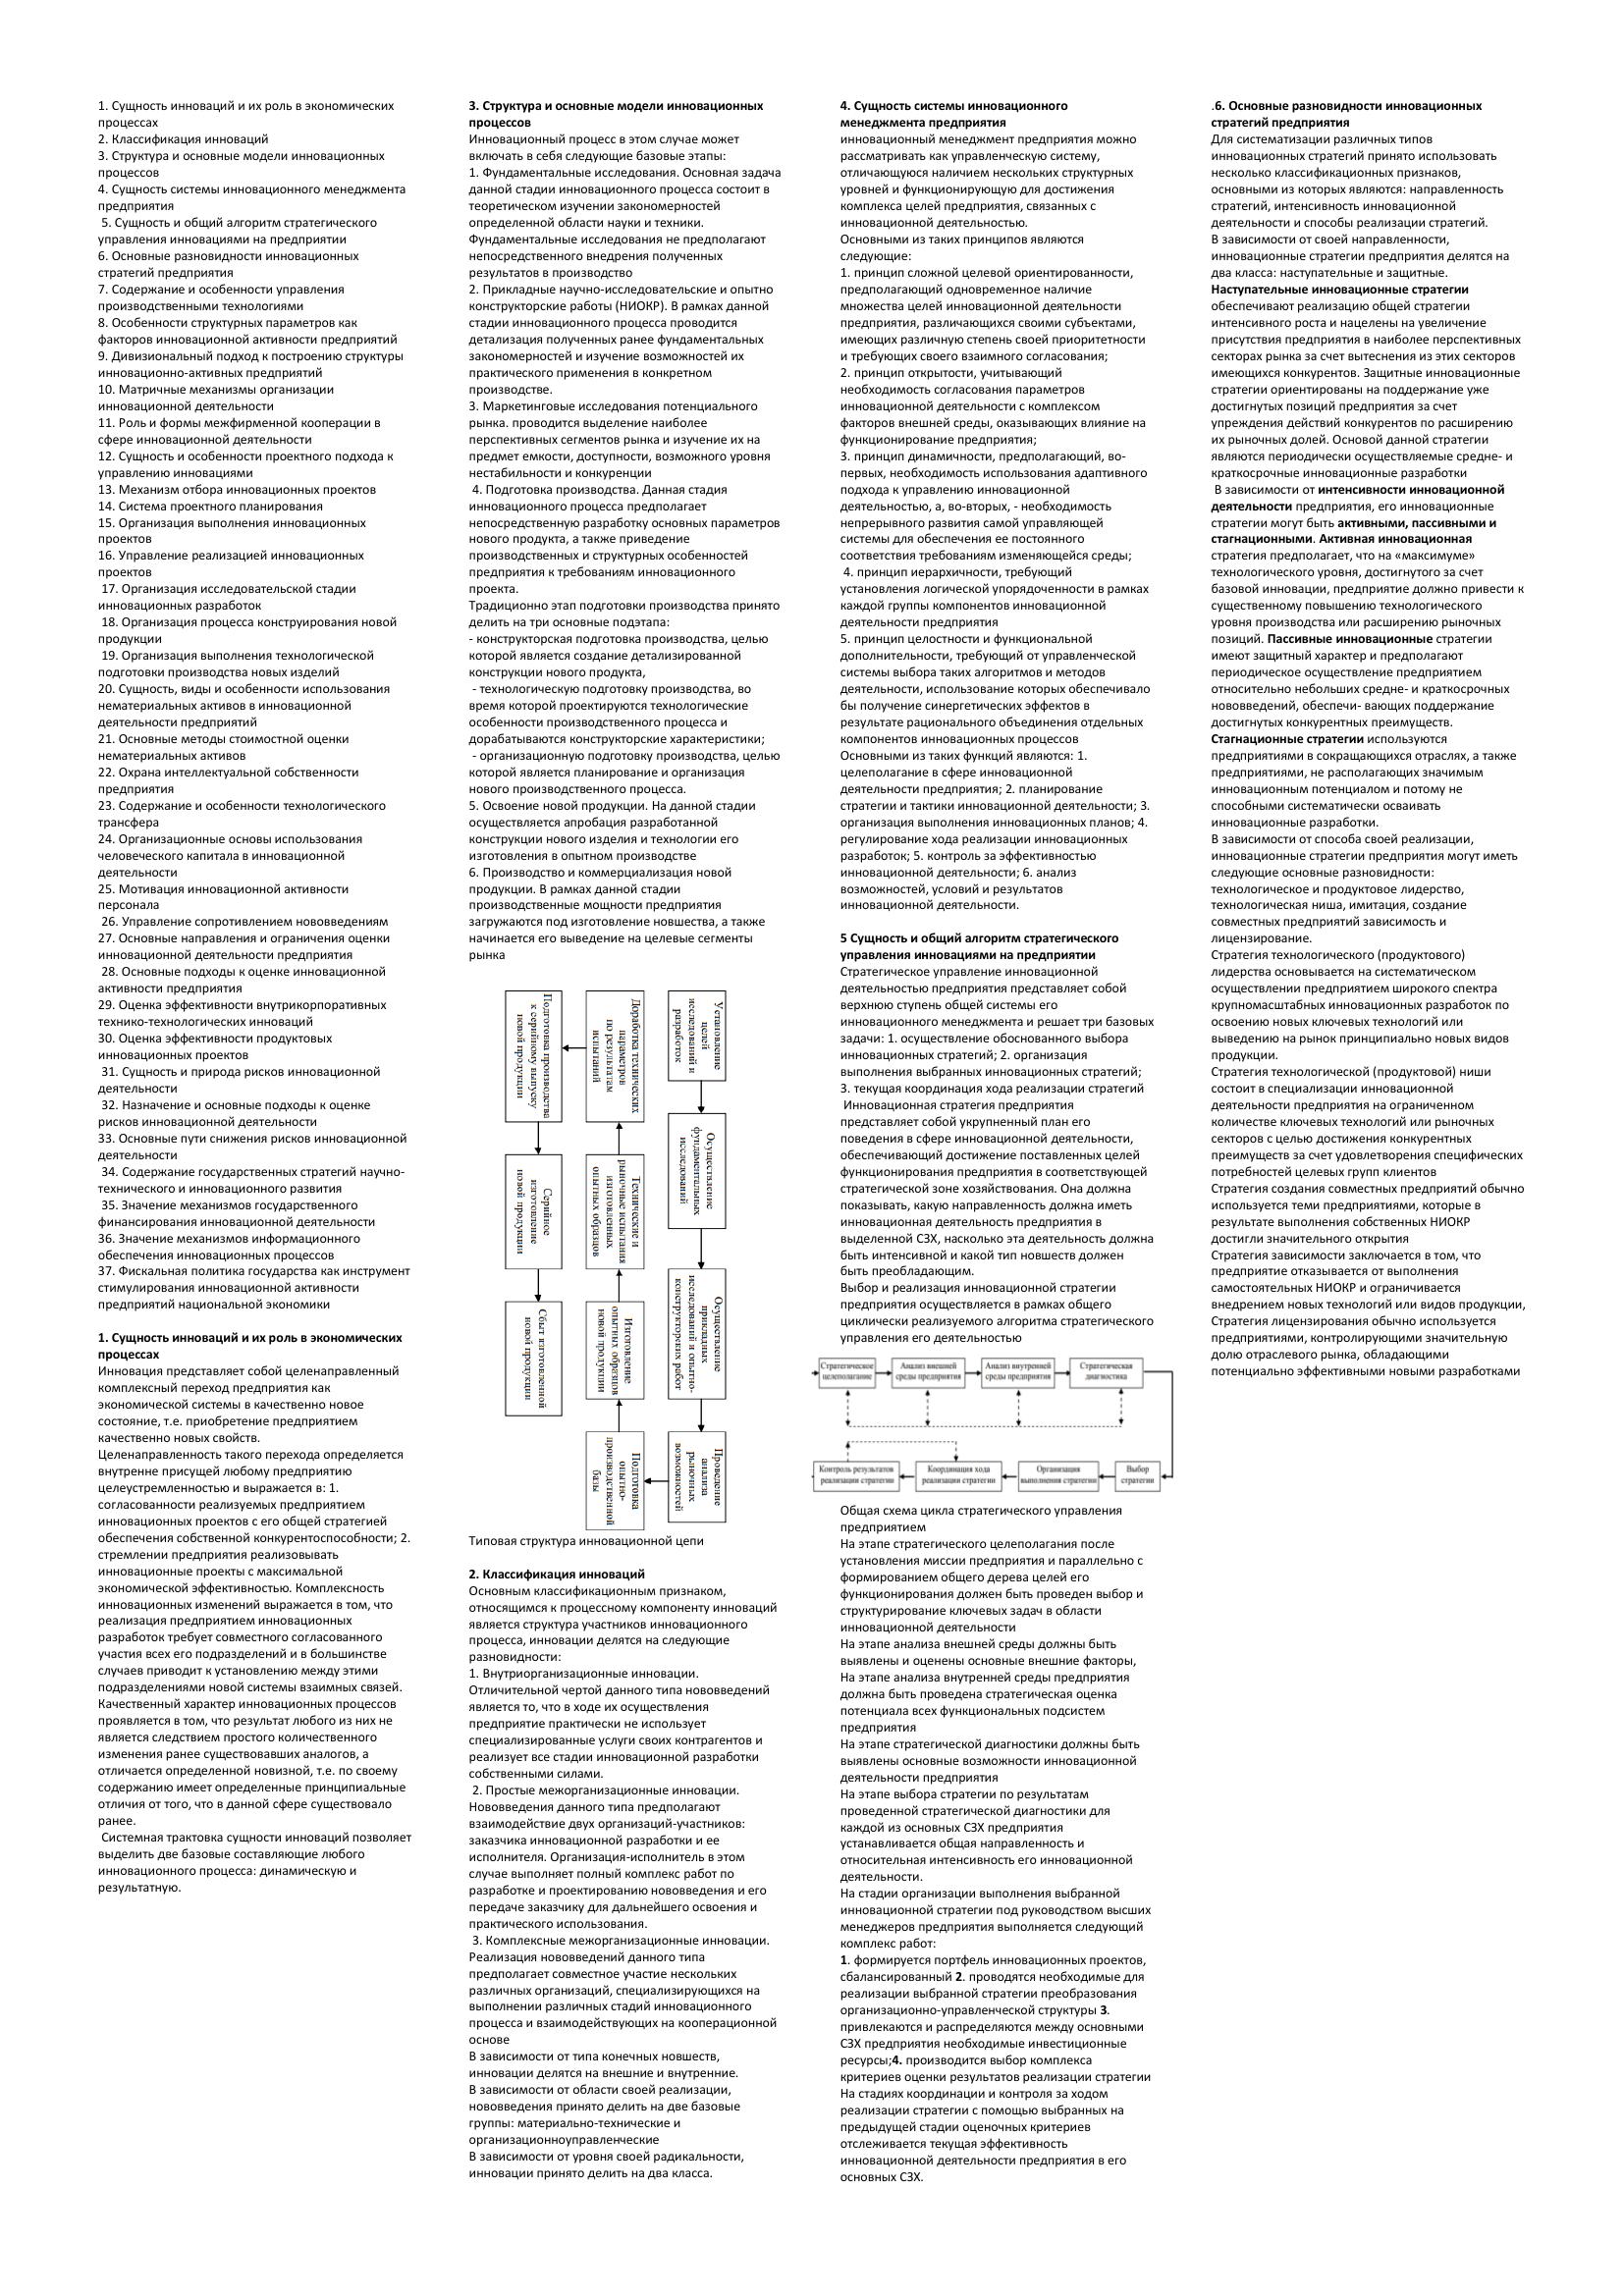 1. Сущность инноваций и их роль в экономических
процессах
2. Классификация инноваций
3. Структура и основные модели инновационных
процессов
4. Сущность системы инновационного менеджмента
предприятия
5. Сущность и общий алгоритм стратегического
управления инновациями на предприятии
6. Основные разновидности инновационных
стратегий предприятия
7. Содержание и особенности управления
производственными технологиями
8. Особенности структурных параметров как
факторов инновационной активности предприятий
9. Дивизиональный подход к построению структуры
инновационно-активных предприятий
10. Матричные механизмы организации
инновационной деятельности
11. Роль и формы межфирменной кооперации в
сфере инновационной деятельности
12. Сущность и особенности проектного подхода к
управлению инновациями
13. Механизм отбора инновационных проектов
14. Система проектного планирования
15. Организация выполнения инновационных
проектов
16. Управление реализацией инновационных
проектов
17. Организация исследовательской стадии
инновационных разработок
18. Организация процесса конструирования новой
продукции
19. Организация выполнения технологической
подготовки производства новых изделий
20. Сущность, виды и особенности использования
нематериальных активов в инновационной
деятельности предприятий
21. Основные методы стоимостной оценки
нематериальных активов
22. Охрана интеллектуальной собственности
предприятия
23. Содержание и особенности технологического
трансфера
24. Организационные основы использования
человеческого капитала в инновационной
деятельности
25. Мотивация инновационной активности
персонала
26. Управление сопротивлением нововведениям
27. Основные направления и ограничения оценки
инновационной деятельности предприятия
28. Основные подходы к оценке инновационной
активности предприятия
29. Оценка эффективности внутрикорпоративных
технико-технологических инноваций
30. Оценка эффективности продуктовых
инновационных проектов
31. Сущность и природа рисков инновационной
деятельности
32. Назначение и основные подходы к оценке
рисков инновационной деятельности
33. Основные пути снижения рисков инновационной
деятельности
34. Содержание государственных стратегий научно-
технического и инновационного развития
35. Значение механизмов государственного
финансирования инновационной деятельности
36. Значение механизмов информационного
обеспечения инновационных процессов
37. Фискальная политика государства как инструмент
стимулирования инновационной активности
предприятий национальной экономики
1. Сущность инноваций и их роль в экономических
процессах
Инновация представляет собой целенаправленный
комплексный переход предприятия как
экономической системы в качественно новое
состояние, т.е. приобретение предприятием
качественно новых свойств.
Целенаправленность такого перехода определяется
внутренне присущей любому предприятию
целеустремленностью и выражается в: 1.
согласованности реализуемых предприятием
инновационных проектов с его общей стратегией
обеспечения собственной конкурентоспособности; 2.
стремлении предприятия реализовывать
инновационные проекты с максимальной
экономической эффективностью. Комплексность
инновационных изменений выражается в том, что
реализация предприятием инновационных
разработок требует совместного согласованного
участия всех его подразделений и в большинстве
случаев приводит к установлению между этими
подразделениями новой системы взаимных связей.
Качественный характер инновационных процессов
проявляется в том, что результат любого из них не
является следствием простого количественного
изменения ранее существовавших аналогов, а
отличается определенной новизной, т.е. по своему
содержанию имеет определенные принципиальные
отличия от того, что в данной сфере существовало
ранее.
Системная трактовка сущности инноваций позволяет
выделить две базовые составляющие любого
инновационного процесса: динамическую и
результатную.
3. Структура и основные модели инновационных
процессов
Инновационный процесс в этом случае может
включать в себя следующие базовые этапы:
1. Фундаментальные исследования. Основная задача
данной стадии инновационного процесса состоит в
теоретическом изучении закономерностей
определенной области науки и техники.
Фундаментальные исследования не предполагают
непосредственного внедрения полученных
результатов в производство
2. Прикладные научно-исследовательские и опытно
конструкторские работы (НИОКР). В рамках данной
стадии инновационного процесса проводится
детализация полученных ранее фундаментальных
закономерностей и изучение возможностей их
практического применения в конкретном
производстве.
3. Маркетинговые исследования потенциального
рынка. проводится выделение наиболее
перспективных сегментов рынка и изучение их на
предмет емкости, доступности, возможного уровня
нестабильности и конкуренции
4. Подготовка производства. Данная стадия
инновационного процесса предполагает
непосредственную разработку основных параметров
нового продукта, а также приведение
производственных и структурных особенностей
предприятия к требованиям инновационного
проекта.
Традиционно этап подготовки производства принято
делить на три основные подэтапа:
- конструкторская подготовка производства, целью
которой является создание детализированной
конструкции нового продукта,
- технологическую подготовку производства, во
время которой проектируются технологические
особенности производственного процесса и
дорабатываются конструкторские характеристики;
- организационную подготовку производства, целью
которой является планирование и организация
нового производственного процесса.
5. Освоение новой продукции. На данной стадии
осуществляется апробация разработанной
конструкции нового изделия и технологии его
изготовления в опытном производстве
6. Производство и коммерциализация новой
продукции. В рамках данной стадии
производственные мощности предприятия
загружаются под изготовление новшества, а также
начинается его выведение на целевые сегменты
рынка
Установление
целей
исследований и
разработок
Осуществление
фундаментальных
исследований
Осуществление
прикладных
исследований и опытно-
конструкторских работ
Проведение
анализа
рыночных
возможностей
Доработка технических
параметров
по результатам
испытаний
Технические и
рыночные испытания
изготовленных
опытных образцов
Изготовление
опытных образцов
новой продукции
Подготовка
опытно-
производственной
базы
Подготовка производства
к серийному выпуску
новой продукции
Серийное
изготовление
новой продукции
Сбыт изготовленной
новой продукции
Типовая структура инновационной цепи
2. Классификация инноваций
Основным классификационным признаком,
относящимся к процессному компоненту инноваций
является структура участников инновационного
процесса, инновации делятся на следующие
разновидности:
1. Внутриорганизационные инновации.
Отличительной чертой данного типа нововведений
является то, что в ходе их осуществления
предприятие практически не использует
специализированные услуги своих контрагентов и
реализует все стадии инновационной разработки
собственными силами.
2. Простые межорганизационные инновации.
Нововведения данного типа предполагают
взаимодействие двух организаций-участников:
заказчика инновационной разработки и ее
исполнителя. Организация-исполнитель в этом
случае выполняет полный комплекс работ по
разработке и проектированию нововведения и его
передаче заказчику для дальнейшего освоения и
практического использования.
3. Комплексные межорганизационные инновации.
Реализация нововведений данного типа
предполагает совместное участие нескольких
различных организаций, специализирующихся на
выполнении различных стадий инновационного
процесса и взаимодействующих на кооперационной
основе
В зависимости от типа конечных новшеств,
инновации делятся на внешние и внутренние.
В зависимости от области своей реализации,
нововведения принято делить на две базовые
группы: материально-технические и
организационноуправленческие
В зависимости от уровня своей радикальности,
инновации принято делить на два класса.
4. Сущность системы инновационного
менеджмента предприятия
инновационный менеджмент предприятия можно
рассматривать как управленческую систему,
отличающуюся наличием нескольких структурных
уровней и функционирующую для достижения
комплекса целей предприятия, связанных с
инновационной деятельностью.
Основными из таких принципов являются
следующие:
1. принцип сложной целевой ориентированности,
предполагающий одновременное наличие
множества целей инновационной деятельности
предприятия, различающихся своими субъектами,
имеющих различную степень своей приоритетности
и требующих своего взаимного согласования;
2. принцип открытости, учитывающий
необходимость согласования параметров
инновационной деятельности с комплексом
факторов внешней среды, оказывающих влияние на
функционирование предприятия;
3. принцип динамичности, предполагающий, во-
первых, необходимость использования адаптивного
подхода к управлению инновационной
деятельностью, а, во-вторых, - необходимость
непрерывного развития самой управляющей
системы для обеспечения ее постоянного
соответствия требованиям изменяющейся среды;
4. принцип иерархичности, требующий
установления логической упорядоченности в рамках
каждой группы компонентов инновационной
деятельности предприятия
5. принцип целостности и функциональной
дополнительности, требующий от управленческой
системы выбора таких алгоритмов и методов
деятельности, использование которых обеспечивало
бы получение синергетических эффектов в
результате рационального объединения отдельных
компонентов инновационных процессов
Основными из таких функций являются: 1.
целеполагание в сфере инновационной
деятельности предприятия; 2. планирование
стратегии и тактики инновационной деятельности; 3.
организация выполнения инновационных планов; 4.
регулирование хода реализации инновационных
разработок; 5. контроль за эффективностью
инновационной деятельности; 6. анализ
возможностей, условий и результатов
инновационной деятельности.
5 Сущность и общий алгоритм стратегического
управления инновациями на предприятии
Стратегическое управление инновационной
деятельностью предприятия представляет собой
верхнюю ступень общей системы его
инновационного менеджмента и решает три базовых
задачи: 1. осуществление обоснованного выбора
инновационных стратегий; 2. организация
выполнения выбранных инновационных стратегий;
3. текущая координация хода реализации стратегий
Инновационная стратегия предприятия
представляет собой укрупненный план его
поведения в сфере инновационной деятельности,
обеспечивающий достижение поставленных целей
функционирования предприятия в соответствующей
стратегической зоне хозяйствования. Она должна
показывать, какую направленность должна иметь
инновационная деятельность предприятия в
выделенной СЗХ, насколько эта деятельность должна
быть интенсивной и какой тип новшеств должен
быть преобладающим.
Выбор и реализация инновационной стратегии
предприятия осуществляется в рамках общего
циклически реализуемого алгоритма стратегического
управления его деятельностью
Стратегическое
целеполагание
Анализ внешней
среды предприятия
Анализ внутренней
среды предприятия
Стратегическая
диагностика
Контроль результатов
реализации стратегии
Координация хода
реализации стратегии
Организация
выполнения стратегии
Выбор
стратегии
Общая схема цикла стратегического управления
предприятием
На этапе стратегического целеполагания после
установления миссии предприятия и параллельно с
формированием общего дерева целей его
функционирования должен быть проведен выбор и
структурирование ключевых задач в области
инновационной деятельности
На этапе анализа внешней среды должны быть
выявлены и оценены основные внешние факторы,
На этапе анализа внутренней среды предприятия
должна быть проведена стратегическая оценка
потенциала всех функциональных подсистем
предприятия
На этапе стратегической диагностики должны быть
выявлены основные возможности инновационной
деятельности предприятия
На этапе выбора стратегии по результатам
проведенной стратегической диагностики для
каждой из основных СЗХ предприятия
устанавливается общая направленность и
относительная интенсивность его инновационной
деятельности.
На стадии организации выполнения выбранной
инновационной стратегии под руководством высших
менеджеров предприятия выполняется следующий
комплекс работ:
1. формируется портфель инновационных проектов,
сбалансированный 2. проводятся необходимые для
реализации выбранной стратегии преобразования
организационно-управленческой структуры 3.
привлекаются и распределяются между основными
СЗХ предприятия необходимые инвестиционные
ресурсы;4. производится выбор комплекса
критериев оценки результатов реализации стратегии
На стадиях координации и контроля за ходом
реализации стратегии с помощью выбранных на
предыдущей стадии оценочных критериев
отслеживается текущая эффективность
инновационной деятельности предприятия в его
основных СЗХ.
.6. Основные разновидности инновационных
стратегий предприятия
Для систематизации различных типов
инновационных стратегий принято использовать
несколько классификационных признаков,
основными из которых являются: направленность
стратегий, интенсивность инновационной
деятельности и способы реализации стратегий.
В зависимости от своей направленности,
инновационные стратегии предприятия делятся на
два класса: наступательные и защитные.
Наступательные инновационные стратегии
обеспечивают реализацию общей стратегии
интенсивного роста и нацелены на увеличение
присутствия предприятия в наиболее перспективных
секторах рынка за счет вытеснения из этих секторов
имеющихся конкурентов. Защитные инновационные
стратегии ориентированы на поддержание уже
достигнутых позиций предприятия за счет
упреждения действий конкурентов по расширению
их рыночных долей. Основой данной стратегии
являются периодически осуществляемые средне- и
краткосрочные инновационные разработки
В зависимости от интенсивности инновационной
деятельности предприятия, его инновационные
стратегии могут быть активными, пассивными и
стагнационными. Активная инновационная
стратегия предполагает, что на «максимуме»
технологического уровня, достигнутого за счет
базовой инновации, предприятие должно привести к
существенному повышению технологического
уровня производства или расширению рыночных
позиций. Пассивные инновационные стратегии
имеют защитный характер и предполагают
периодическое осуществление предприятием
относительно небольших средне- и краткосрочных
нововведений, обеспечи- вающих поддержание
достигнутых конкурентных преимуществ.
Стагнационные стратегии используются
предприятиями в сокращающихся отраслях, а также
предприятиями, не располагающих значимым
инновационным потенциалом и потому не
способными систематически осваивать
инновационные разработки.
В зависимости от способа своей реализации,
инновационные стратегии предприятия могут иметь
следующие основные разновидности:
технологическое и продуктовое лидерство,
технологическая ниша, имитация, создание
совместных предприятий зависимость и
лицензирование.
Стратегия технологического (продуктового)
лидерства основывается на систематическом
осуществлении предприятием широкого спектра
крупномасштабных инновационных разработок по
освоению новых ключевых технологий или
выведению на рынок принципиально новых видов
продукции.
Стратегия технологической (продуктовой) ниши
состоит в специализации инновационной
деятельности предприятия на ограниченном
количестве ключевых технологий или рыночных
секторов с целью достижения конкурентных
преимуществ за счет удовлетворения специфических
потребностей целевых групп клиентов
Стратегия создания совместных предприятий обычно
используется теми предприятиями, которые в
результате выполнения собственных НИОКР
достигли значительного открытия
Стратегия зависимости заключается в том, что
предприятие отказывается от выполнения
самостоятельных НИОКР и ограничивается
внедрением новых технологий или видов продукции,
Стратегия лицензирования обычно используется
предприятиями, контролирующими значительную
долю отраслевого рынка, обладающими
потенциально эффективными новыми разработками